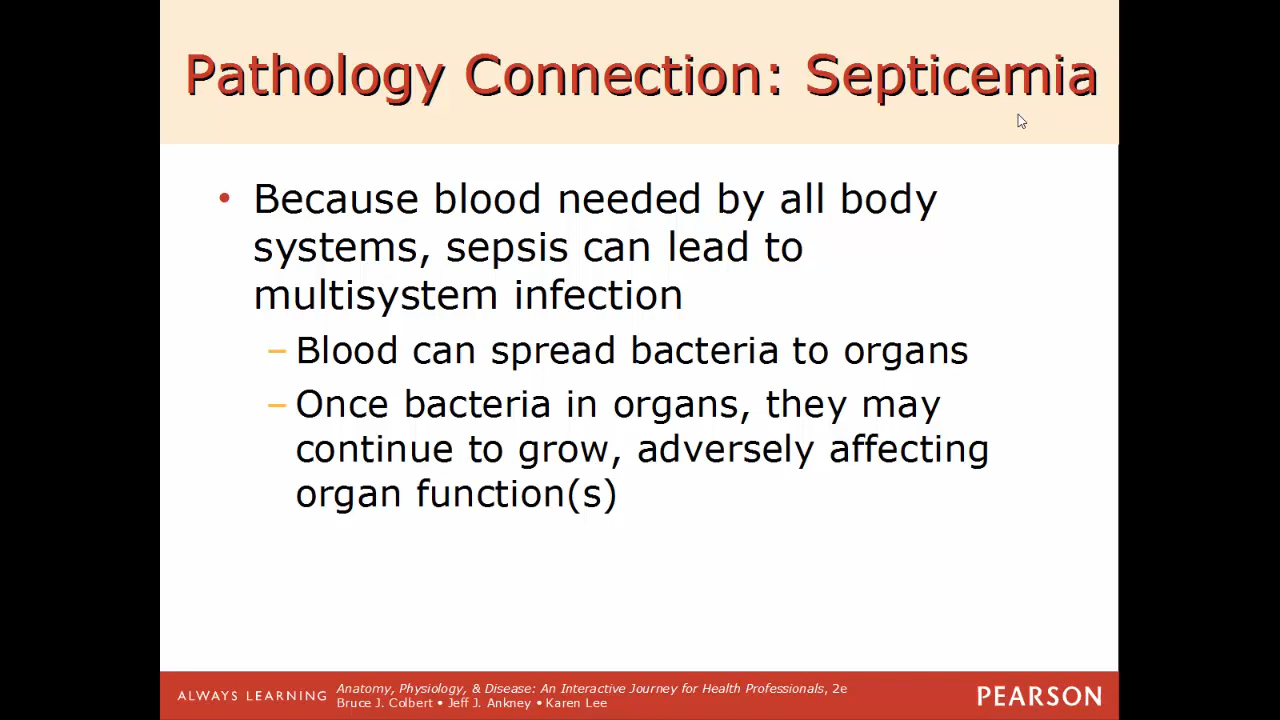 Pathology Connection: Septicemia
• Because blood needed by all body
systems, sepsis can lead to
multisystem infection
– Blood can spread bacteria to organs
– Once bacteria in organs, they may
continue to grow, adversely affecting
organ function(s)
ALWAYS LEARNING
Anatomy, Physiology, & Disease: An Interactive Journey for Health Professionals, 2e
Bruce J. Colbert • Jeff J. Ankney • Karen Lee
PEARSON